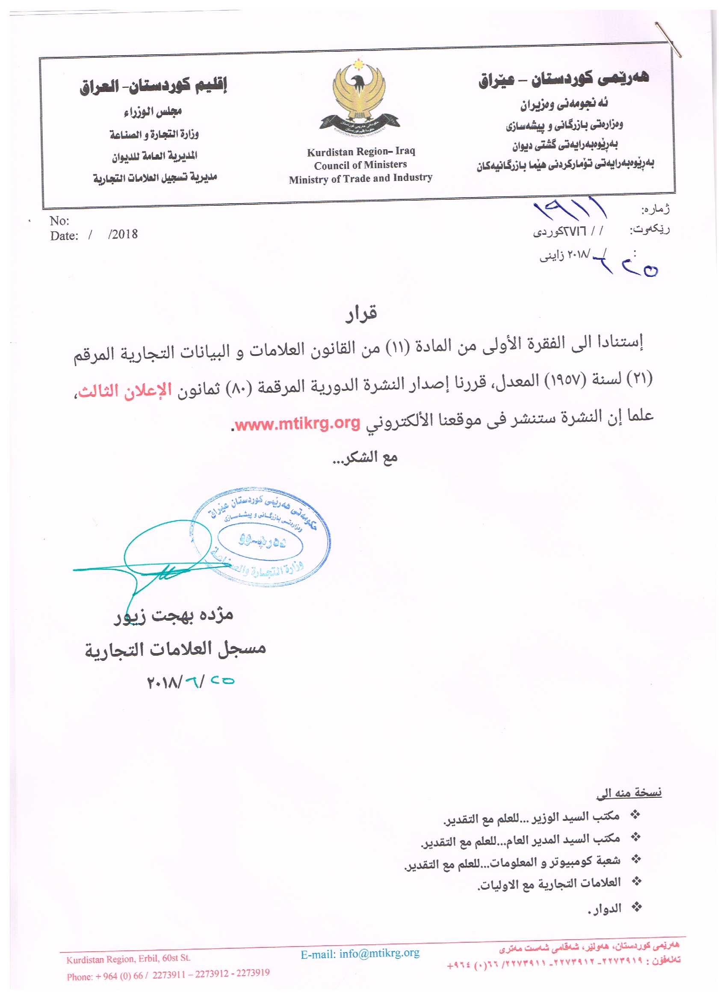 هەرێمی کوردستان – عێراق
ئه نجومەنی وەزیران
وەزارەتی بازرگانی و پیشەسازی
بەڕێوەبەرایەتی گشتی دیوان
بەڕێوەبەرایەتی تۆمارکردنی هێما بازرگانیەکان
Kurdistan Region– Iraq
Council of Ministers
Ministry of Trade and Industry
إقليم كوردستان- العراق
مجلس الوزراء
وزارة التجارة و الصناعة
المديرية العامة للديوان
مديرية تسجيل العلامات التجارية
ژمارە: ١٩١١
ڕێکەوت: / / ٢٧١٦کوردی
: ٢٥/٦/٢٠١٨ زاینی
No:
Date: / /2018
قرار
إستنادا الى الفقرة الأولى من المادة (١١) من القانون العلامات و البيانات التجارية المرقم
(٢١) لسنة (١٩٥٧) المعدل، قررنا إصدار النشرة الدورية المرقمة (٨٠) ثمانون الإعلان الثالث،
علما إن النشرة ستنشر فى موقعنا الألكتروني www.mtikrg.org.
مع الشكر...
حکومەتی هەرێمی کوردستان عێراق
وەزارەتی بازرگانی و پیشەسازی
دەرچوو
وزارة التجارة والصناعة
مژده بهجت زيور
مسجل العلامات التجارية
٢٥/٦/٢٠١٨
نسخة منه الى
❖ مكتب السيد الوزير ...للعلم مع التقدير.
❖ مكتب السيد المدير العام...للعلم مع التقدير.
❖ شعبة كومبيوتر و المعلومات...للعلم مع التقدير.
❖ العلامات التجارية مع الاوليات.
❖ الدوار.
هەرێمی کوردستان، هەولێر، شەقامی شەست مەتری
تەلەفۆن : ٢٢٧٣٩١٩- ٢٢٧٣٩١٢- ٢٢٧٣٩١١/ ٦٦(٠) ٩٦٤+
E-mail: info@mtikrg.org
Kurdistan Region, Erbil, 60st St.
Phone: + 964 (0) 66 / 2273911 – 2273912 - 2273919